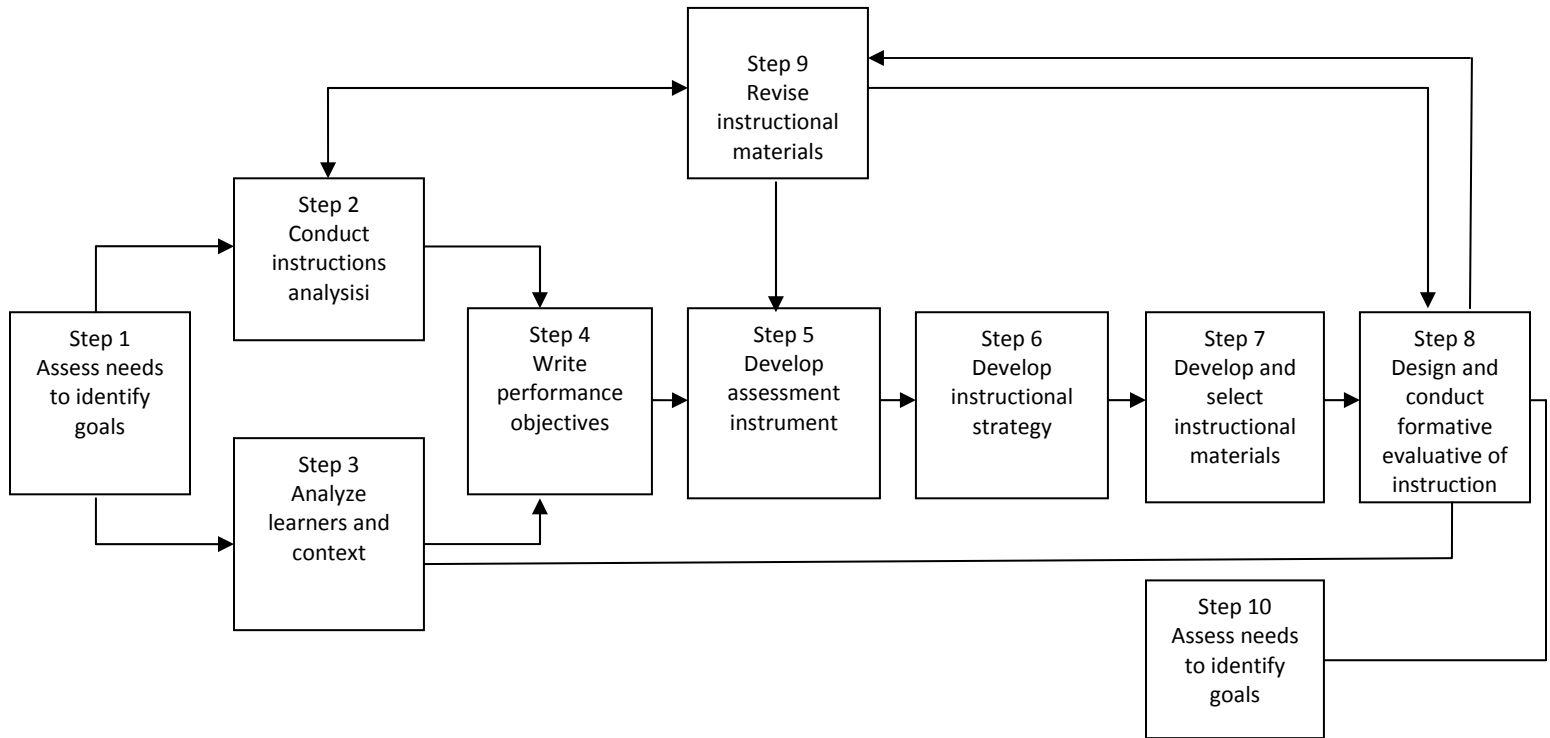 Step 1
Assess needs
to identify
goals
Step 2
Conduct
instructions
analysisi
Step 3
Analyze
learners and
context
Step 4
Write
performance
objectives
Step 5
Develop
assessment
instrument
Step 6
Develop
instructional
strategy
Step 7
Develop and
select
instructional
materials
Step 8
Design and
conduct
formative
evaluative of
instruction
Step 9
Revise
instructional
materials
Step 10
Assess needs
to identify
goals